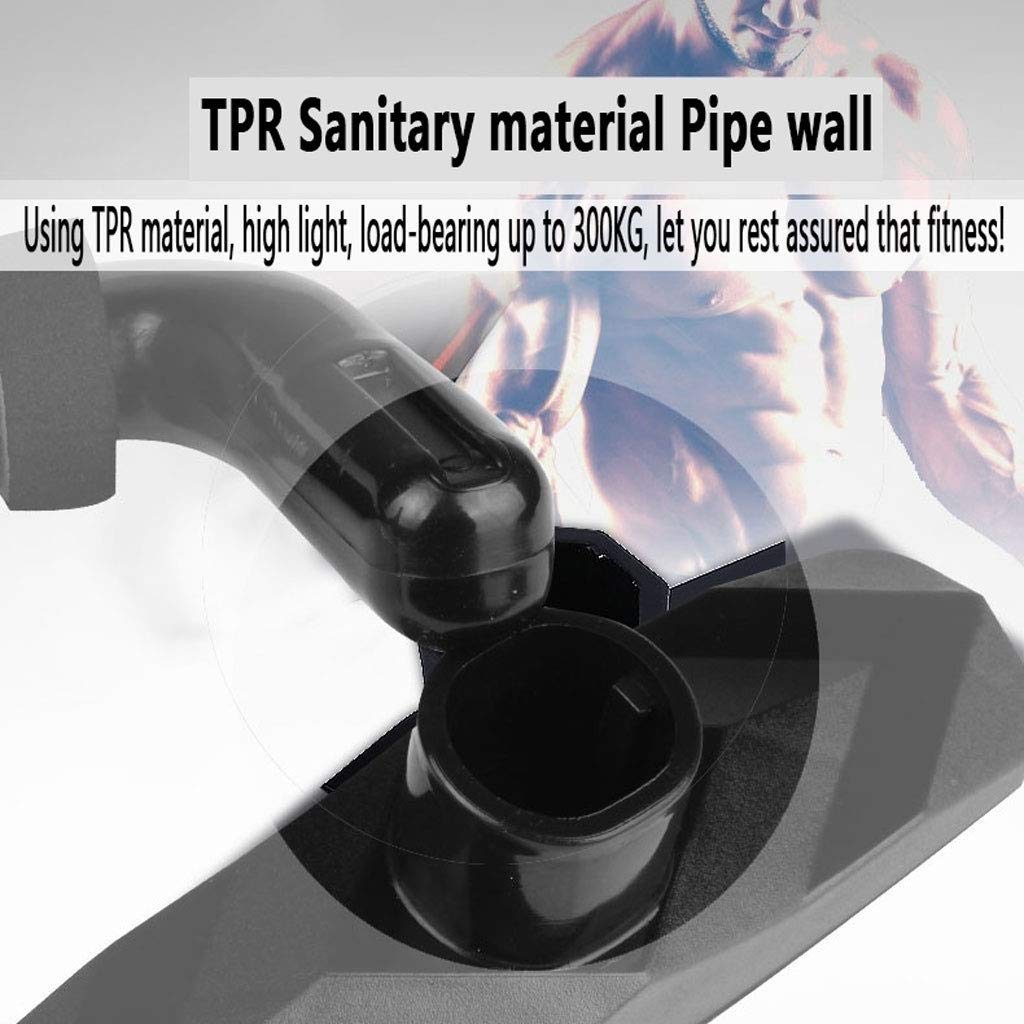 TPR Sanitary material Pipe wall
Using TPR material, high light, load-bearing up to 300KG, let you rest assured that fitness!